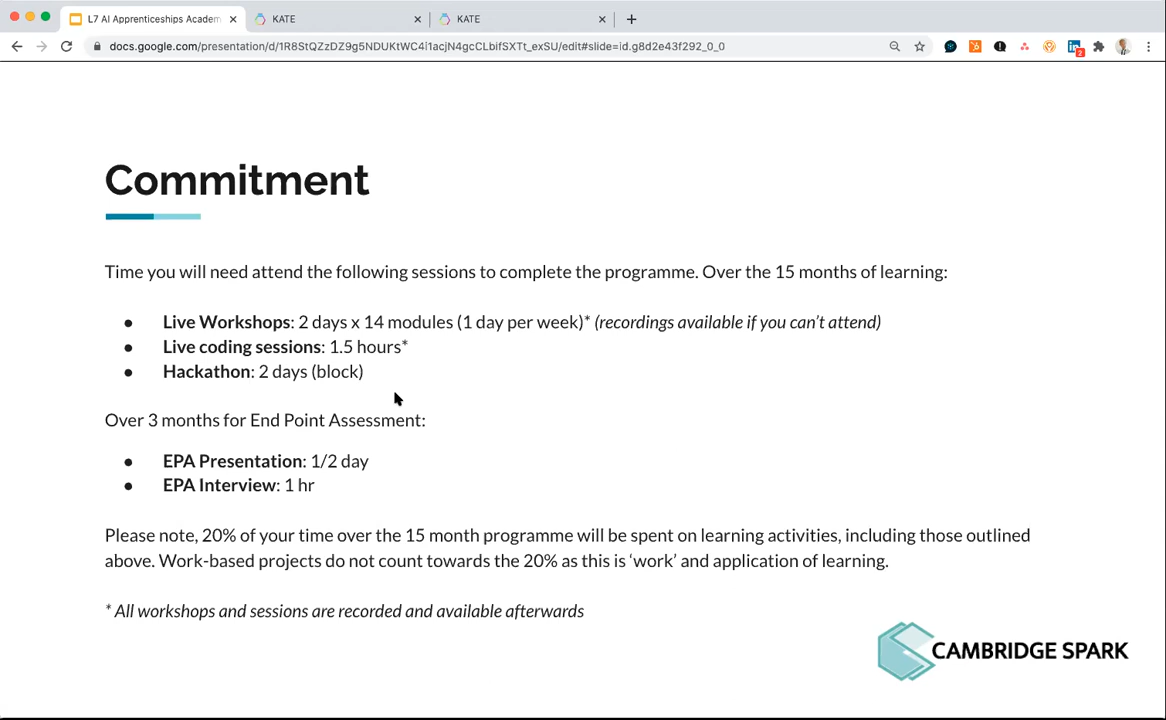 L7 AI Apprenticeships Academ
KATE
KATE
docs.google.com/presentation/d/1R8StQZzDZ9g5NDUKtWC4i1acjN4gcCLbifSXTt_exSU/edit#slide=id.g8d2e43f292_0_0
2
Commitment
Time you will need attend the following sessions to complete the programme. Over the 15 months of learning:
● Live Workshops: 2 days x 14 modules (1 day per week)* (recordings available if you can't attend)
● Live coding sessions: 1.5 hours*
● Hackathon: 2 days (block)
Over 3 months for End Point Assessment:
● EPA Presentation: 1/2 day
● EPA Interview: 1 hr
Please note, 20% of your time over the 15 month programme will be spent on learning activities, including those outlined
above. Work-based projects do not count towards the 20% as this is 'work' and application of learning.
* All workshops and sessions are recorded and available afterwards
CAMBRIDGE SPARK